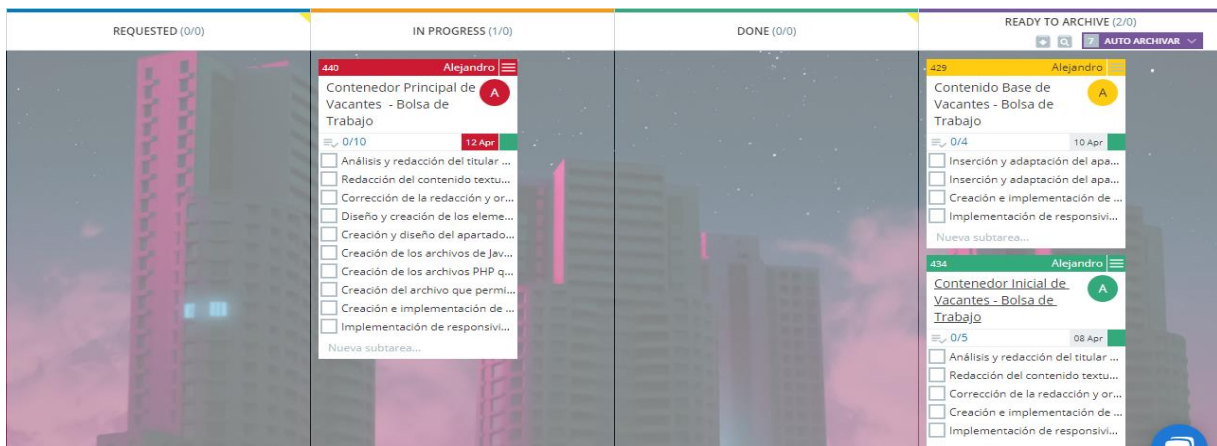 REQUESTED (0/0)
IN PROGRESS (1/0)
DONE (0/0)
READY TO ARCHIVE (2/0)
7 AUTO ARCHIVAR
440 Alejandro
Contenedor Principal de
Vacantes - Bolsa de
Trabajo
A
0/10 12 Apr
Análisis y redacción del titular ...
Redacción del contenido textu...
Corrección de la redacción y or...
Diseño y creación de los eleme...
Creación y diseño del apartado...
Creación de los archivos de Jav...
Creación de los archivos PHP q...
Creación del archivo que permi...
Creación e implementación de ...
Implementación de responsivi...
Nueva subtarea...
429 Alejandro
Contenido Base de
Vacantes - Bolsa de
Trabajo
A
0/4 10 Apr
Inserción y adaptación del apa...
Inserción y adaptación del apa...
Creación e implementación de ...
Implementación de responsivi...
Nueva subtarea...
434 Alejandro
Contenedor Inicial de
Vacantes - Bolsa de
Trabajo
A
0/5 08 Apr
Análisis y redacción del titular ...
Redacción del contenido textu...
Corrección de la redacción y or...
Creación e implementación de ...
Implementación de responsivi...